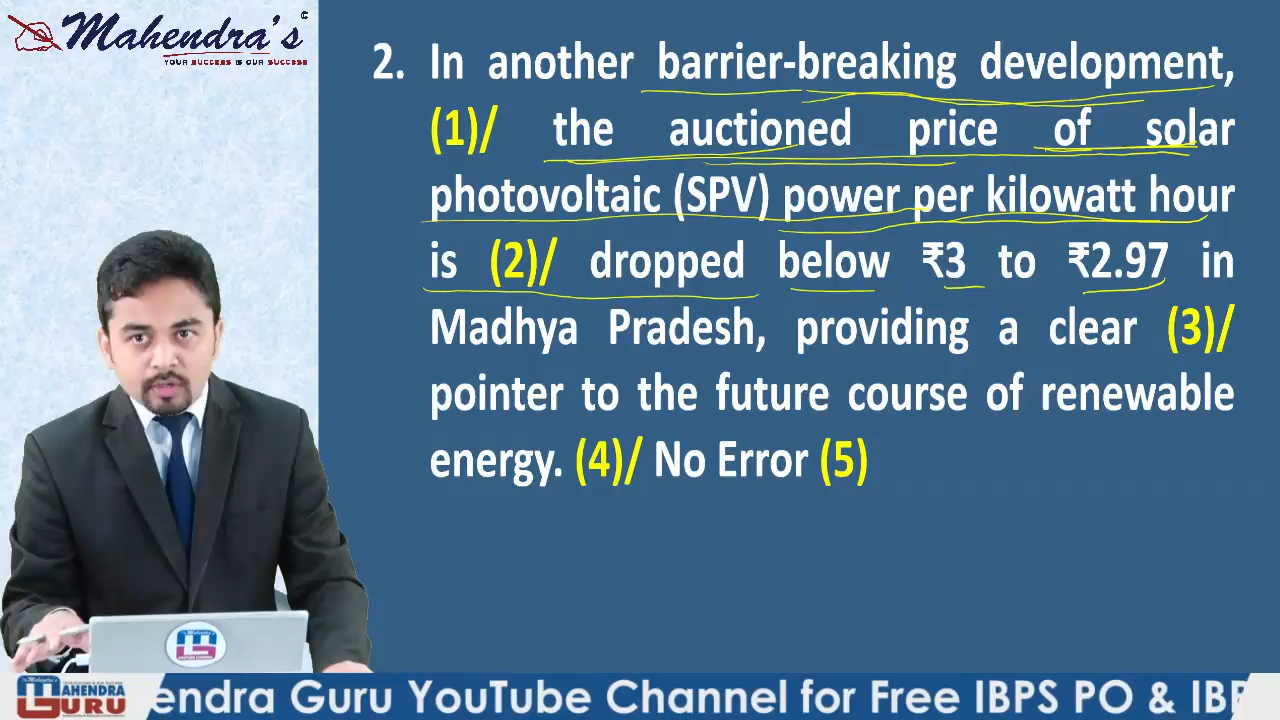 Mahendra's
YOUR SUCCESS IS OUR SUCCESS
2. In another barrier-breaking development,
(1)/ the auctioned price of solar
photovoltaic (SPV) power per kilowatt hour
is (2)/ dropped below ₹3 to ₹2.97 in
Madhya Pradesh, providing a clear (3)/
pointer to the future course of renewable
energy. (4)/ No Error (5)
MAHENDRA
GURU
endra Guru YouTube Channel for Free IBPS PO & IB